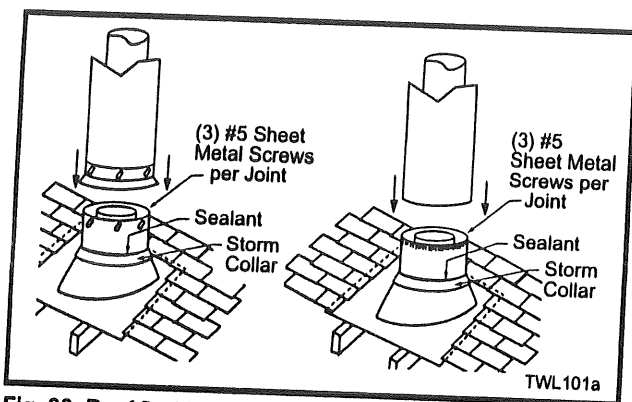 (3) #5 Sheet
Metal Screws
per Joint
Sealant
Storm
Collar
(3) #5
Sheet Metal
Screws per
Joint
Sealant
Storm
Collar
TWL101a